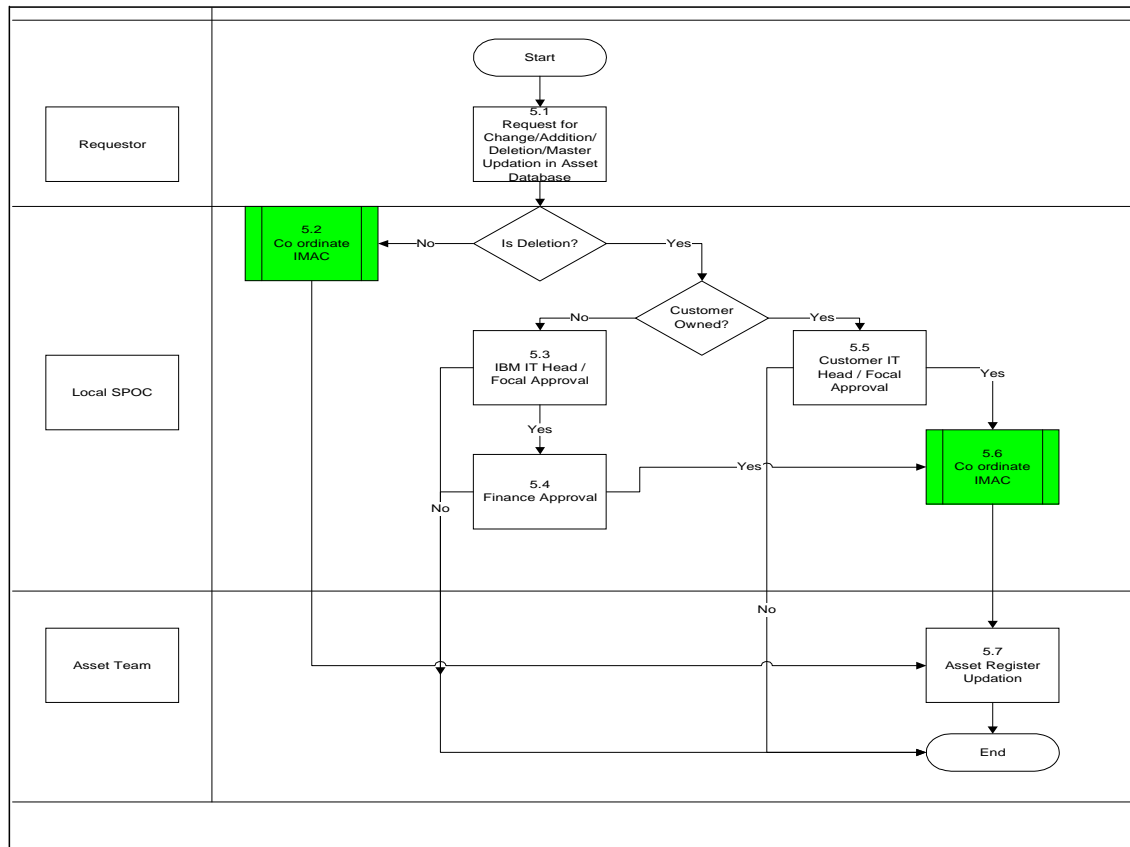 Start
Requestor
5.1
Request for
Change/Addition/
Deletion/Master
Updation in Asset
Database
5.2
Co ordinate
IMAC
No
Is Deletion?
Yes
Customer
Owned?
No
Yes
Local SPOC
5.3
IBM IT Head /
Focal Approval
5.5
Customer IT
Head / Focal
Approval
Yes
Yes
5.4
Finance Approval
Yes
5.6
Co ordinate
IMAC
No
No
Asset Team
5.7
Asset Register
Updation
End